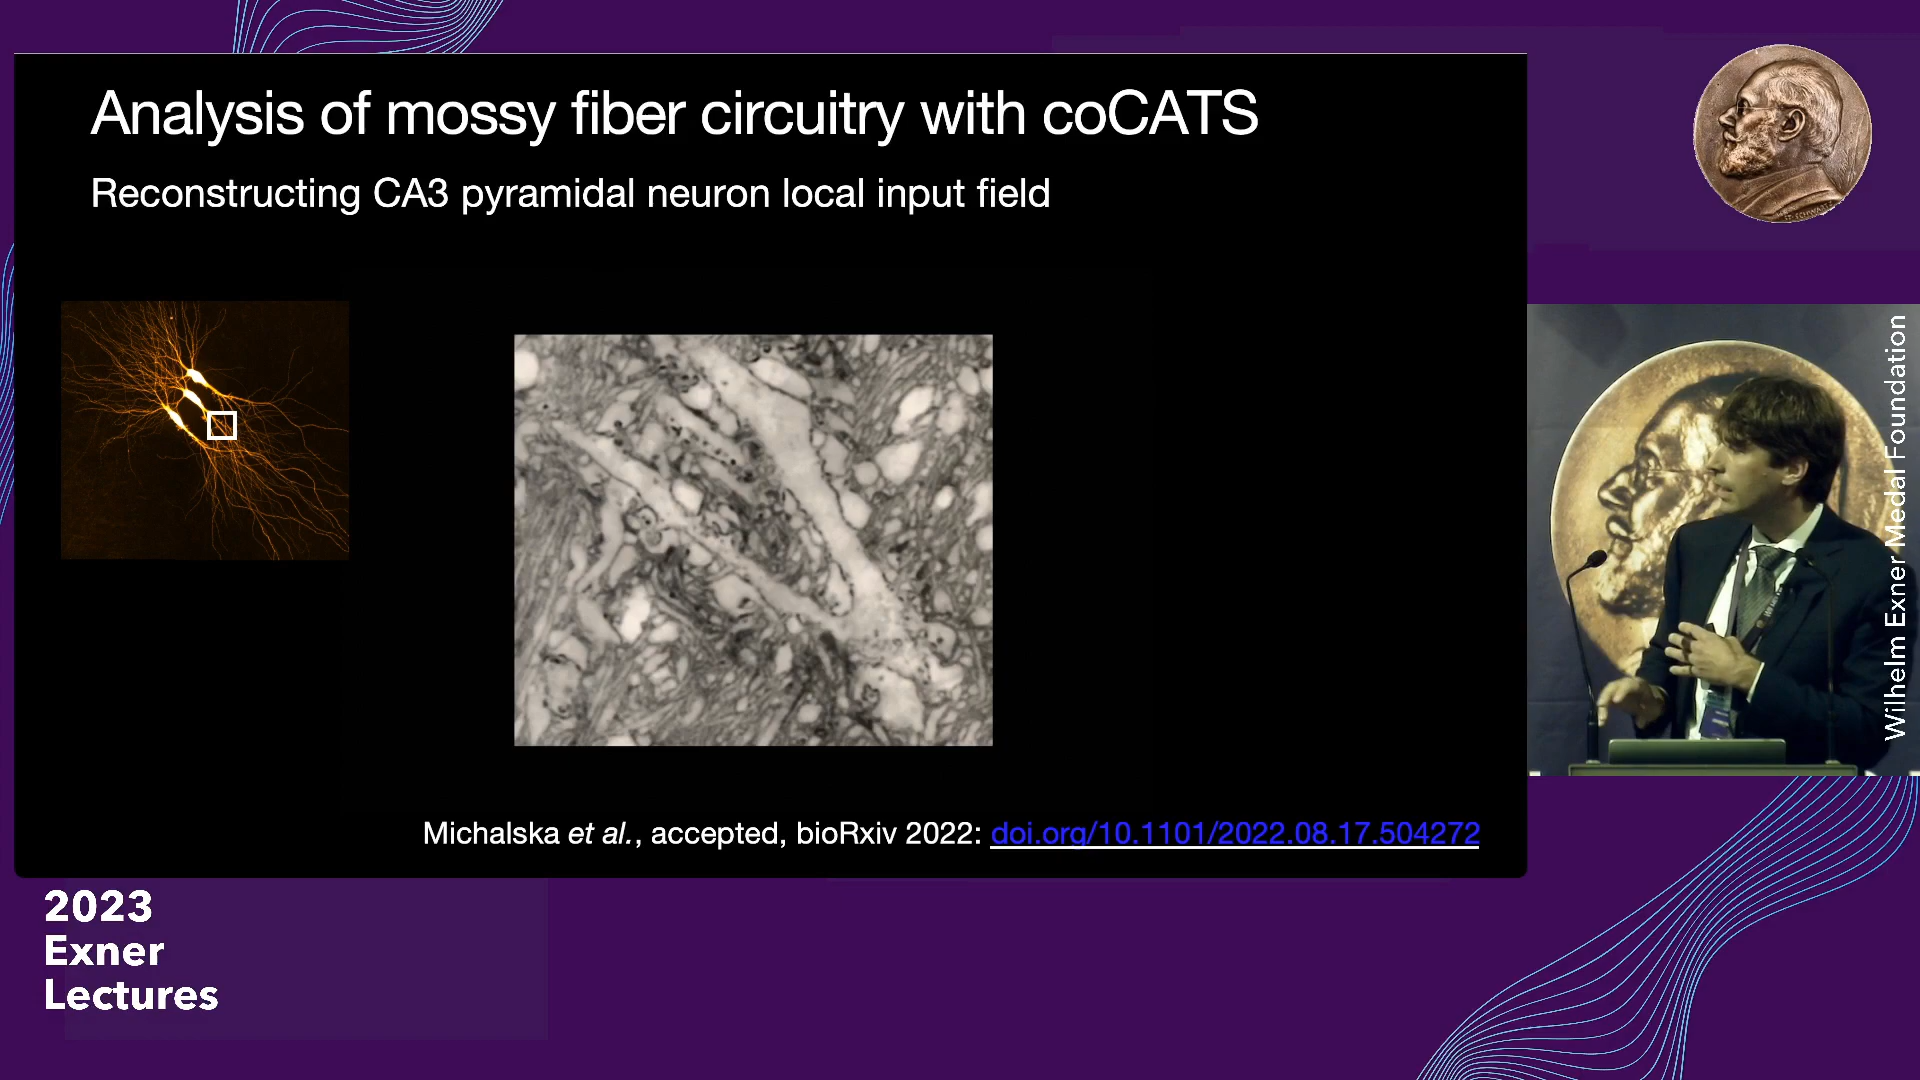 Analysis of mossy fiber circuitry with coCATS
Reconstructing CA3 pyramidal neuron local input field
Michalska et al., accepted, bioRxiv 2022: doi.org/10.1101/2022.08.17.504272
Wilhelm Exner Medal Foundation
2023
Exner
Lectures